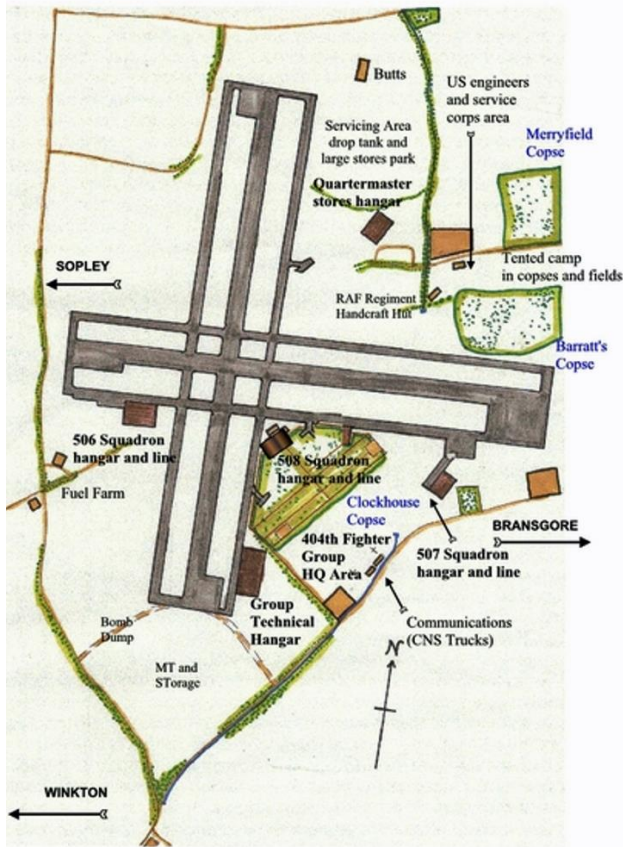 Butts
US engineers
and service
corps area
Servicing Area
drop tank and
large stores park
Merryfield
Copse
Quartermaster
stores hangar
Tented camp
in copses and fields
SOPLEY
RAF Regiment
Handcraft Hut
Barratt's
Copse
506 Squadron
hangar and line
508 Squadron
hangar and line
Fuel Farm
Clockhouse
Copse
BRANSGORE
404th Fighter
Group
HQ Area
507 Squadron
hangar and line
Group
Technical
Hangar
Communications
(CNS Trucks)
Bomb
Dump
N
MT and
STorage
WINKTON